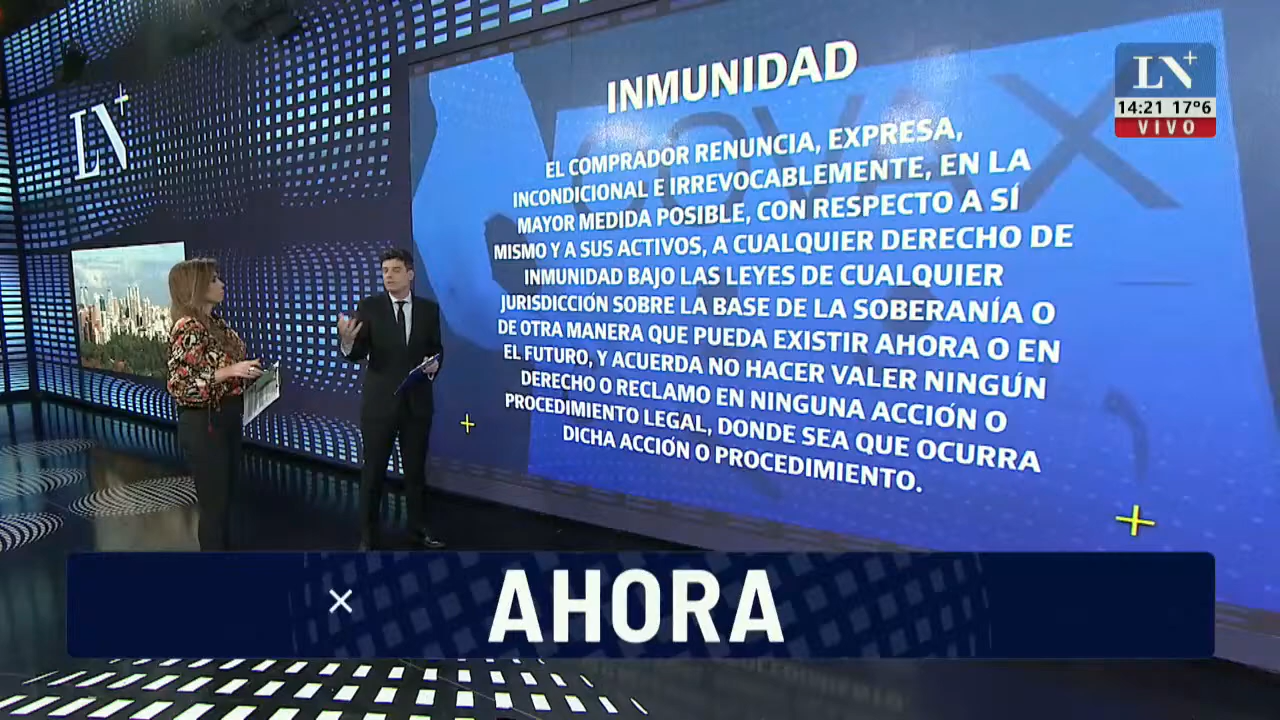 LN+
INMUNIDAD
EL COMPRADOR RENUNCIA, EXPRESA,
INCONDICIONAL E IRREVOCABLEMENTE, EN LA
MAYOR MEDIDA POSIBLE, CON RESPECTO A SÍ
MISMO Y A SUS ACTIVOS, A CUALQUIER DERECHO DE
INMUNIDAD BAJO LAS LEYES DE CUALQUIER
JURISDICCIÓN SOBRE LA BASE DE LA SOBERANÍA O
DE OTRA MANERA QUE PUEDA EXISTIR AHORA O EN
EL FUTURO, Y ACUERDA NO HACER VALER NINGÚN
DERECHO O RECLAMO EN NINGUNA ACCIÓN O
PROCEDIMIENTO LEGAL, DONDE SEA QUE OCURRA
DICHA ACCIÓN O PROCEDIMIENTO.
COVAX
LN+
14:21 17º6
VIVO
AHORA